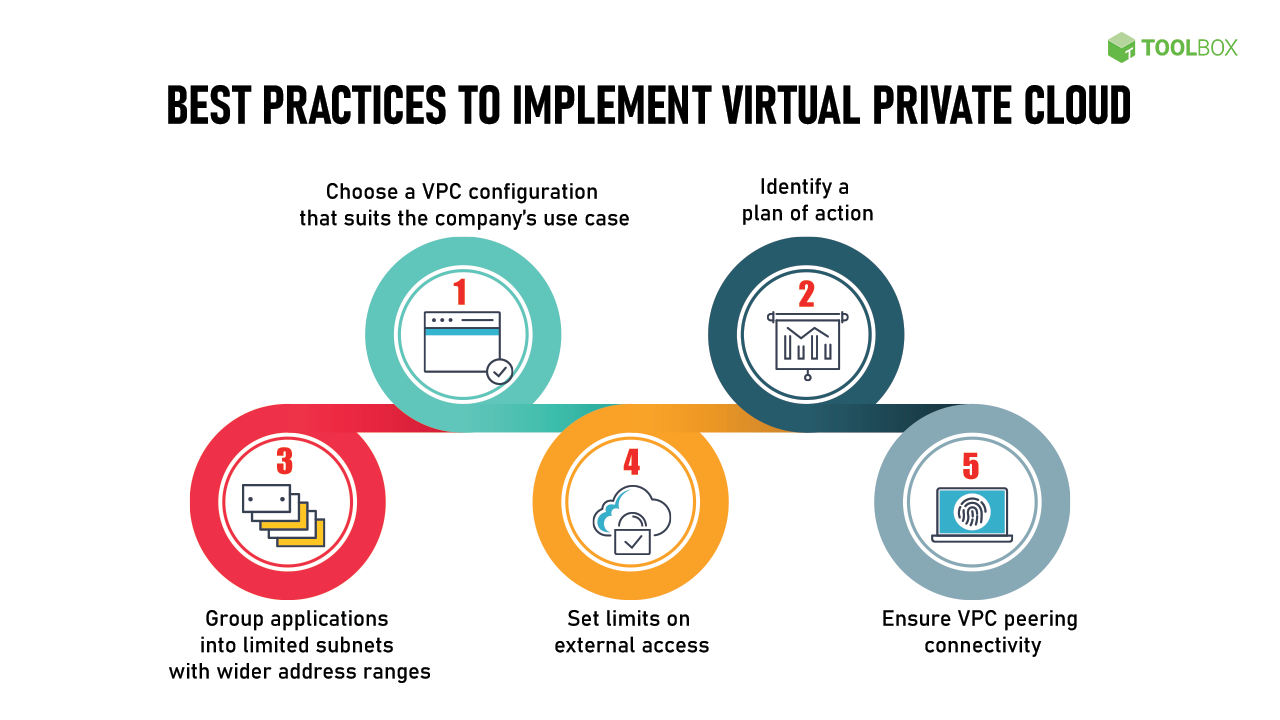 TOOLBOX
BEST PRACTICES TO IMPLEMENT VIRTUAL PRIVATE CLOUD
Choose a VPC configuration
that suits the company's use case
1
Identify a
plan of action
2
3
Group applications
into limited subnets
with wider address ranges
4
Set limits on
external access
5
Ensure VPC peering
connectivity